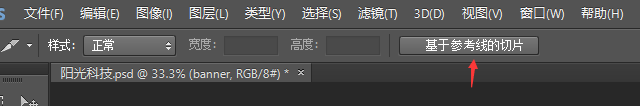 文件(F) 编辑(E) 图像(I) 图层(L) 类型(Y) 选择(S) 滤镜(T) 3D(D) 视图(V) 窗口(W) 帮助(H)
样式: 正常 宽度: 高度: 基于参考线的切片
阳光科技.psd @ 33.3% (banner, RGB/8#) * ×